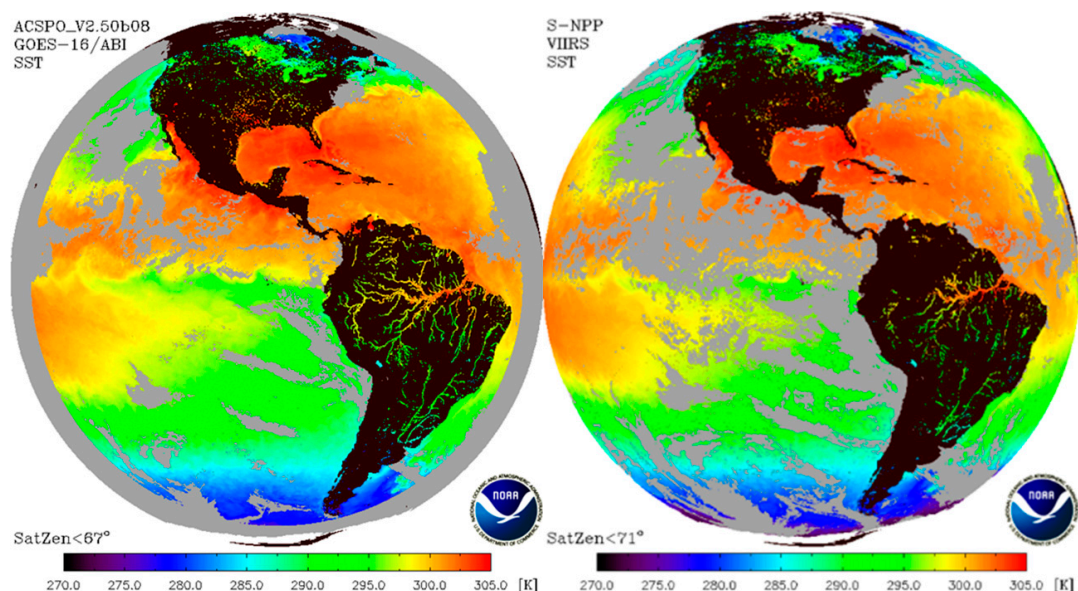 ACSPO_V2.50b08
GOES-16/ABI
SST
NOAA
SatZen<67°
270.0 275.0 280.0 285.0 290.0 295.0 300.0 305.0 [K]
S-NPP
VIIRS
SST
NOAA
SatZen<71°
270.0 275.0 280.0 285.0 290.0 295.0 300.0 305.0 [K]